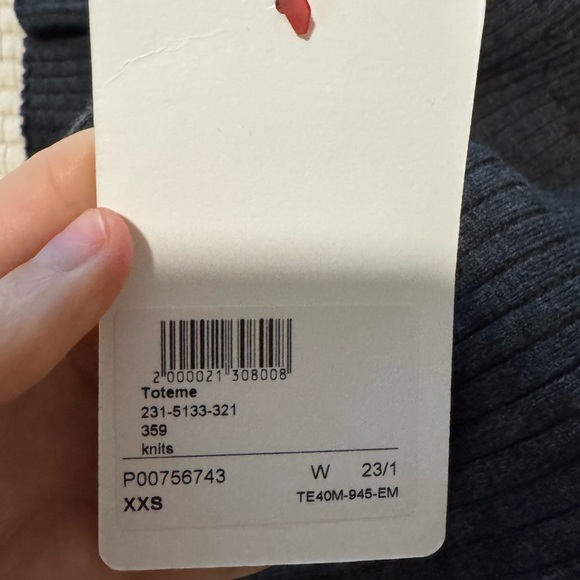 2 000021 308008
Toteme
231-5133-321
359
knits
P00756743 W 23/1
XXS TE40M-945-EM